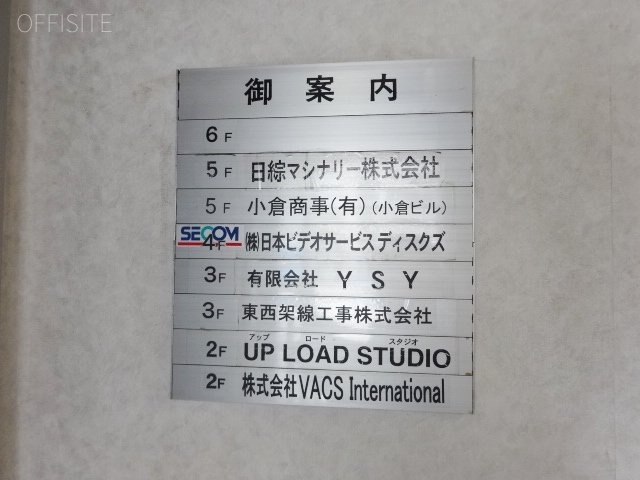 OFFISITE
御案内
6F
5F 日綜マシナリー株式会社
5F 小倉商事(有)(小倉ビル)
SECOM
4F ㈱日本ビデオサービス ディスクズ
3F 有限会社 YSY
3F 東西架線工事株式会社
アップ ロード スタジオ
2F UP LOAD STUDIO
2F 株式会社VACS International